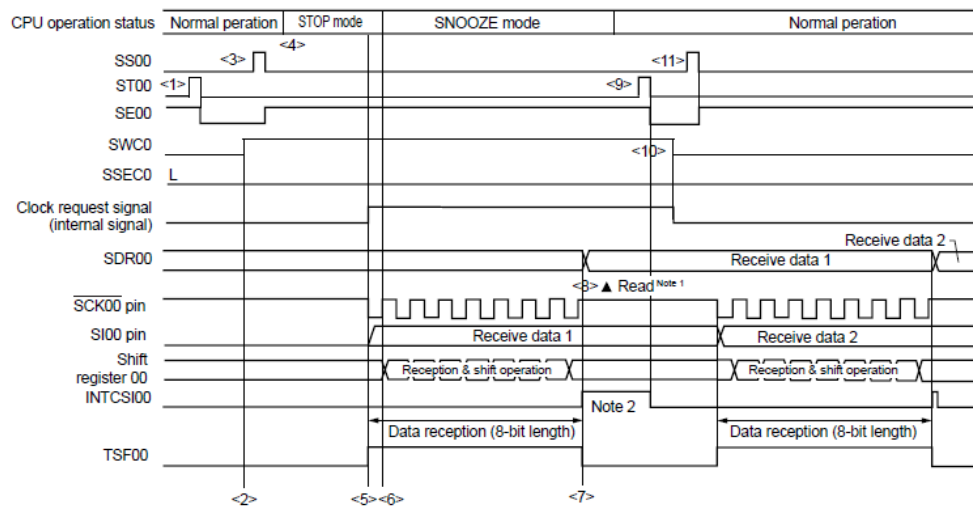 CPU operation status Normal peration STOP mode SNOOZE mode Normal peration
<4>
SS00 <3> <11>
ST00 <1> <9>
SE00
SWC0 <10>
SSEC0 L
Clock request signal
(internal signal)
Receive data 2
SDR00 Receive data 1
<8> ▲ Read Note 1
SCK00 pin
SI00 pin Receive data 1 Receive data 2
Shift
register 00 Reception & shift operation Reception & shift operation
INTCSI00
Note 2
Data reception (8-bit length) Data reception (8-bit length)
TSF00
<2> <5> <6> <7>